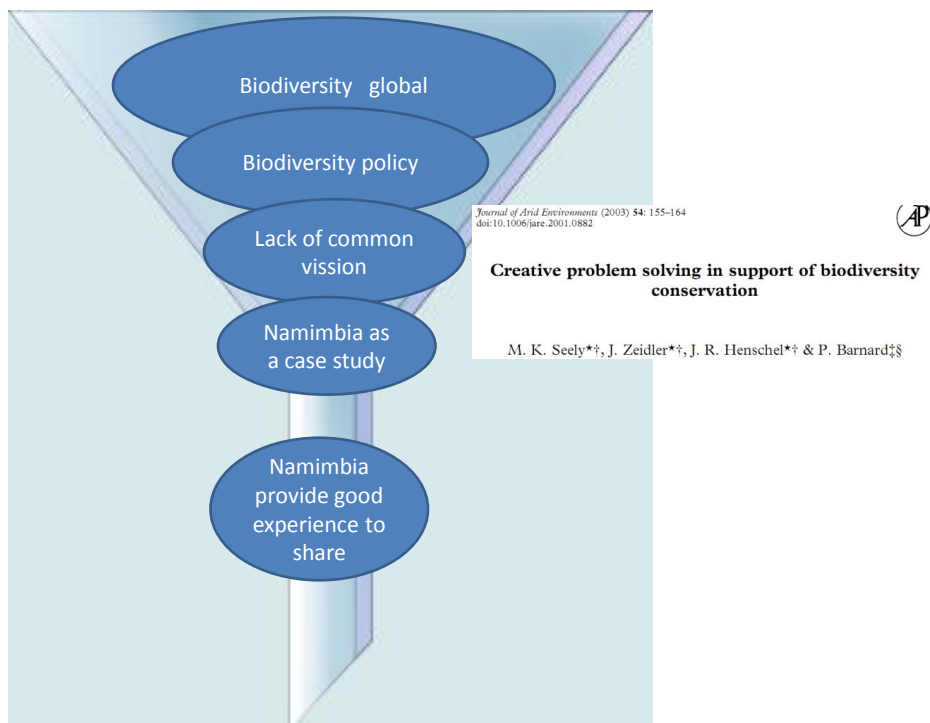 Biodiversity global
Biodiversity policy
Lack of common
vission
Namimbia as
a case study
Namimbia
provide good
experience to
share
Journal of Arid Environments (2003) 54: 155–164
doi:10.1006/jare.2001.0882
AP
Creative problem solving in support of biodiversity
conservation
M. K. Seely*†, J. Zeidler*†, J. R. Henschel*† & P. Barnard‡§